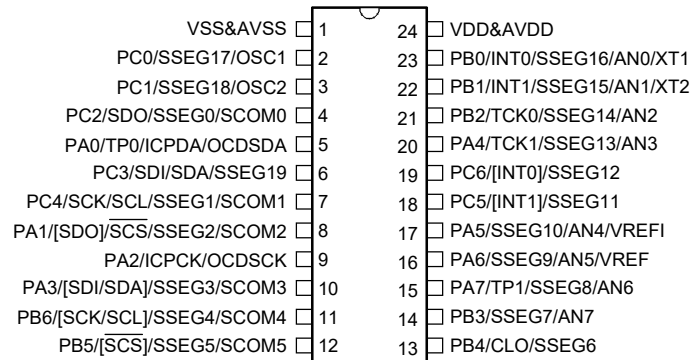 VSS&AVSS 1 24 VDD&AVDD
PC0/SSEG17/OSC1 2 23 PB0/INT0/SSEG16/AN0/XT1
PC1/SSEG18/OSC2 3 22 PB1/INT1/SSEG15/AN1/XT2
PC2/SDO/SSEG0/SCOM0 4 21 PB2/TCK0/SSEG14/AN2
PA0/TP0/ICPDA/OCDSDA 5 20 PA4/TCK1/SSEG13/AN3
PC3/SDI/SDA/SSEG19 6 19 PC6/[INT0]/SSEG12
PC4/SCK/SCL/SSEG1/SCOM1 7 18 PC5/[INT1]/SSEG11
PA1/[SDO]/SCS/SSEG2/SCOM2 8 17 PA5/SSEG10/AN4/VREFI
PA2/ICPCK/OCDSCK 9 16 PA6/SSEG9/AN5/VREF
PA3/[SDI/SDA]/SSEG3/SCOM3 10 15 PA7/TP1/SSEG8/AN6
PB6/[SCK/SCL]/SSEG4/SCOM4 11 14 PB3/SSEG7/AN7
PB5/[SCS]/SSEG5/SCOM5 12 13 PB4/CLO/SSEG6